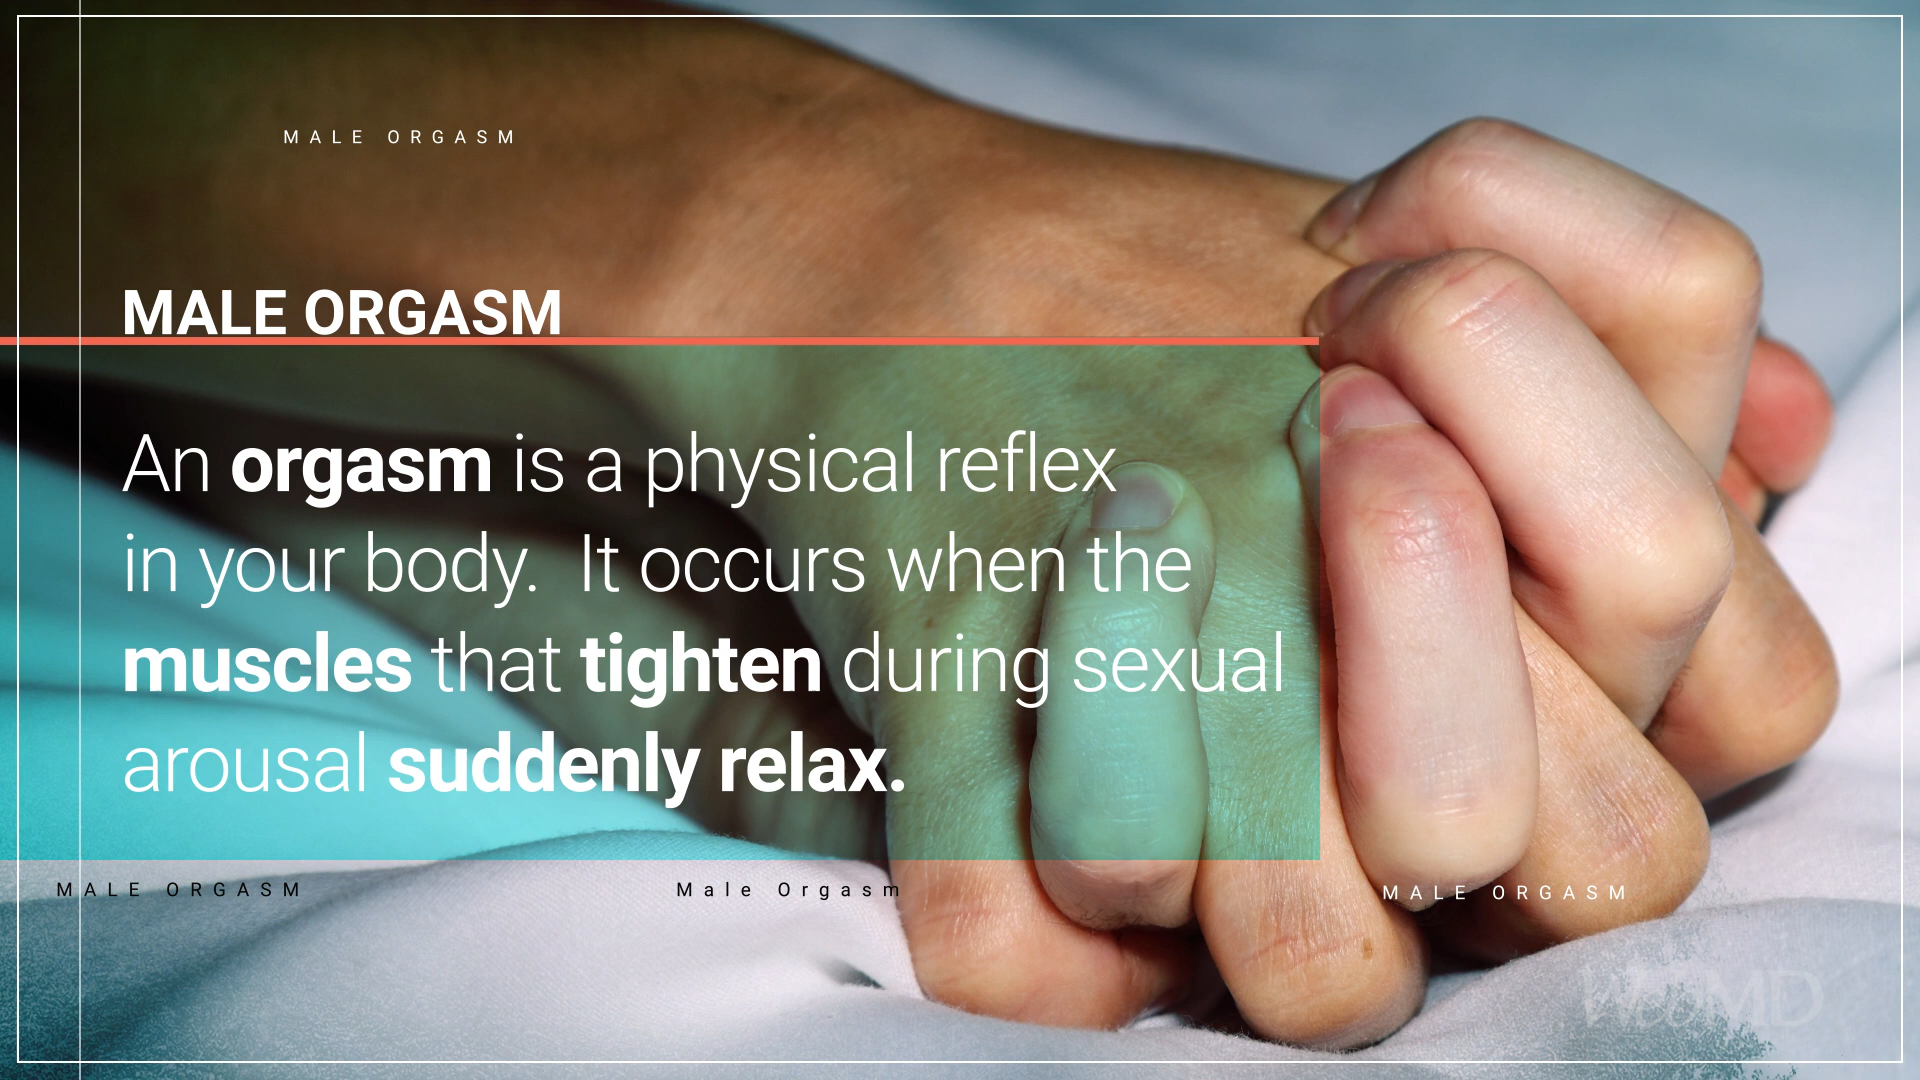 MALE ORGASM
MALE ORGASM
An orgasm is a physical reflex
in your body. It occurs when the
muscles that tighten during sexual
arousal suddenly relax.
MALE ORGASM
Male Orgasm
MALE ORGASM